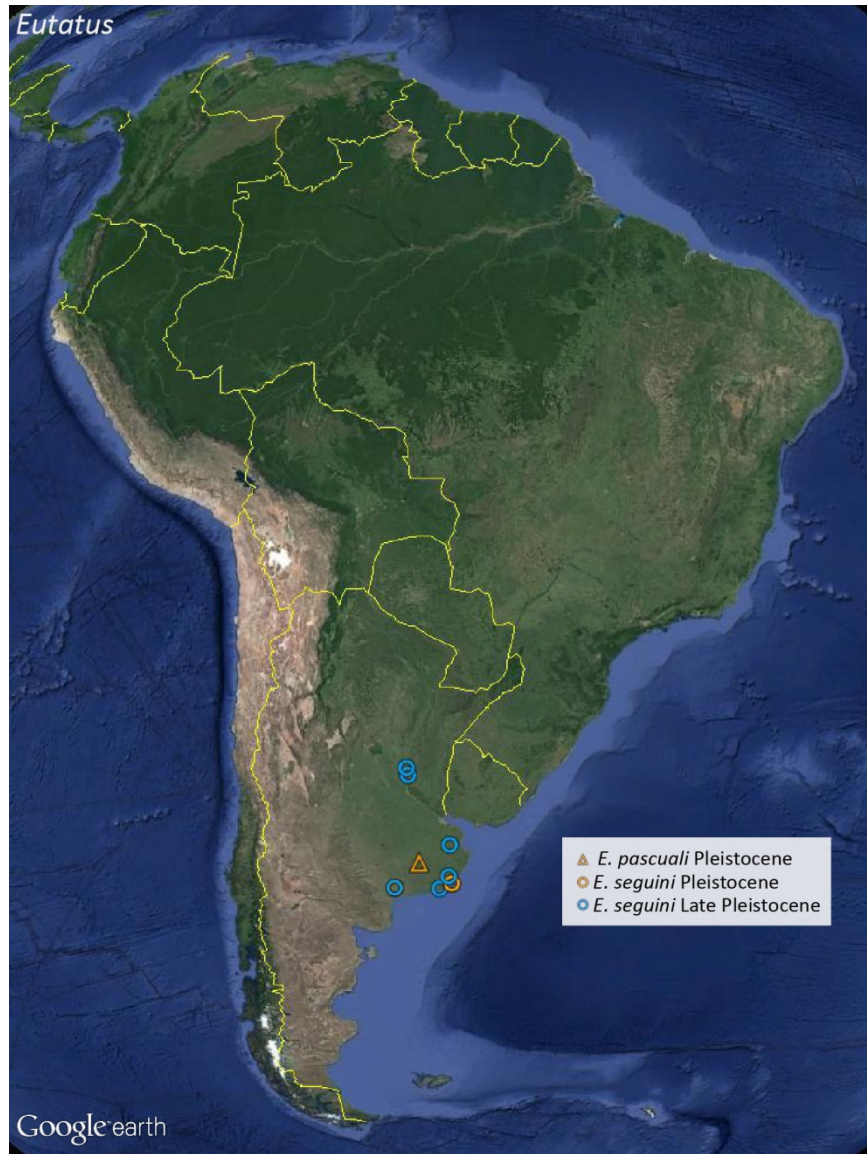 Eutatus
E. pascuali Pleistocene
E. seguini Pleistocene
E. seguini Late Pleistocene
Google earth